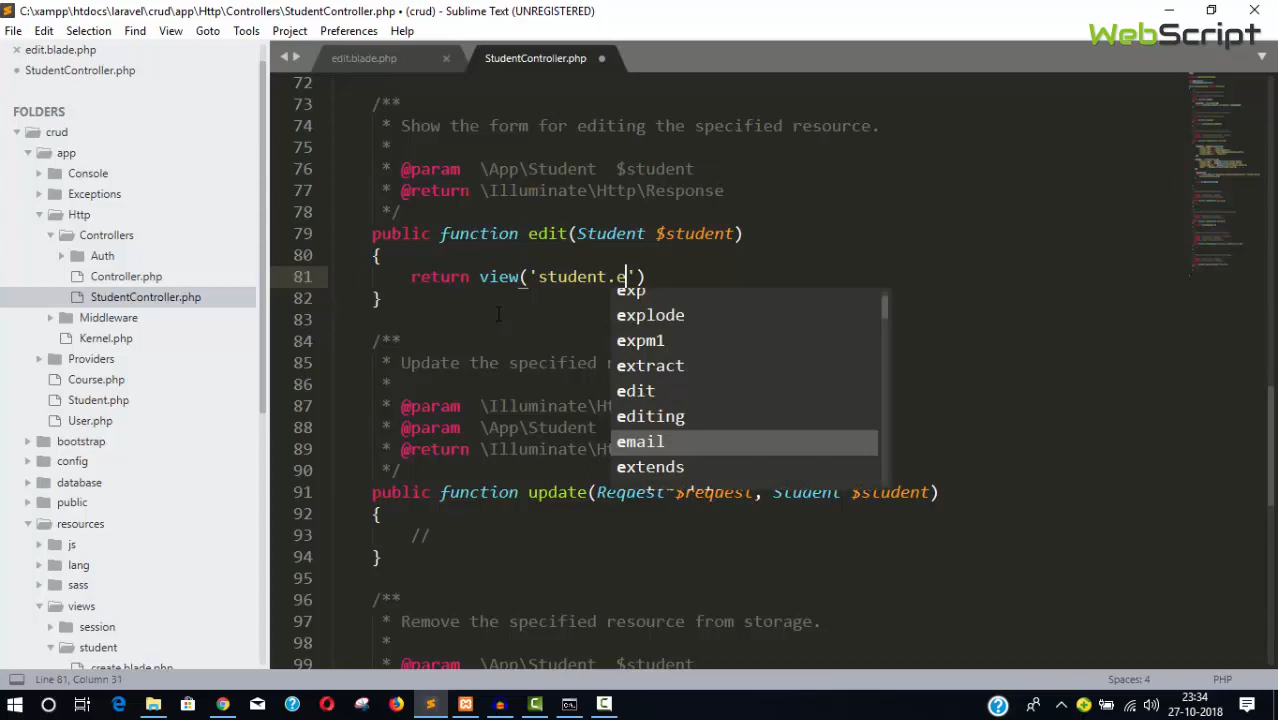 C:\xampp\htdocs\laravel\crud\app\Http\Controllers\StudentController.php • (crud) - Sublime Text (UNREGISTERED)
WebScript
File Edit Selection Find View Goto Tools Project Preferences Help
edit.blade.php
StudentController.php
FOLDERS
crud
app
Console
Exceptions
Http
Controllers
Auth
Controller.php
StudentController.php
Middleware
Kernel.php
Providers
Course.php
Student.php
User.php
bootstrap
config
database
public
resources
js
lang
sass
views
session
student
create.blade.php
edit.blade.php
StudentController.php
72
73 /**
74 * Show the form for editing the specified resource.
75 *
76 * @param \App\Student $student
77 * @return \Illuminate\Http\Response
78 */
79 public function edit(Student $student)
80 {
81 return view('student.e')
82 }
83
84 /**
85 * Update the specified r
86 *
87 * @param \Illuminate\Ht
88 * @param \App\Student
89 * @return \Illuminate\Ht
90 */
91 public function update(Request $request, Student $student)
92 {
93 //
94 }
95
96 /**
97 * Remove the specified resource from storage.
98 *
99 * @param \App\Student $student
exp
explode
expm1
extract
edit
editing
email
extends
Line 81, Column 31
Spaces: 4
PHP
23:34
27-10-2018